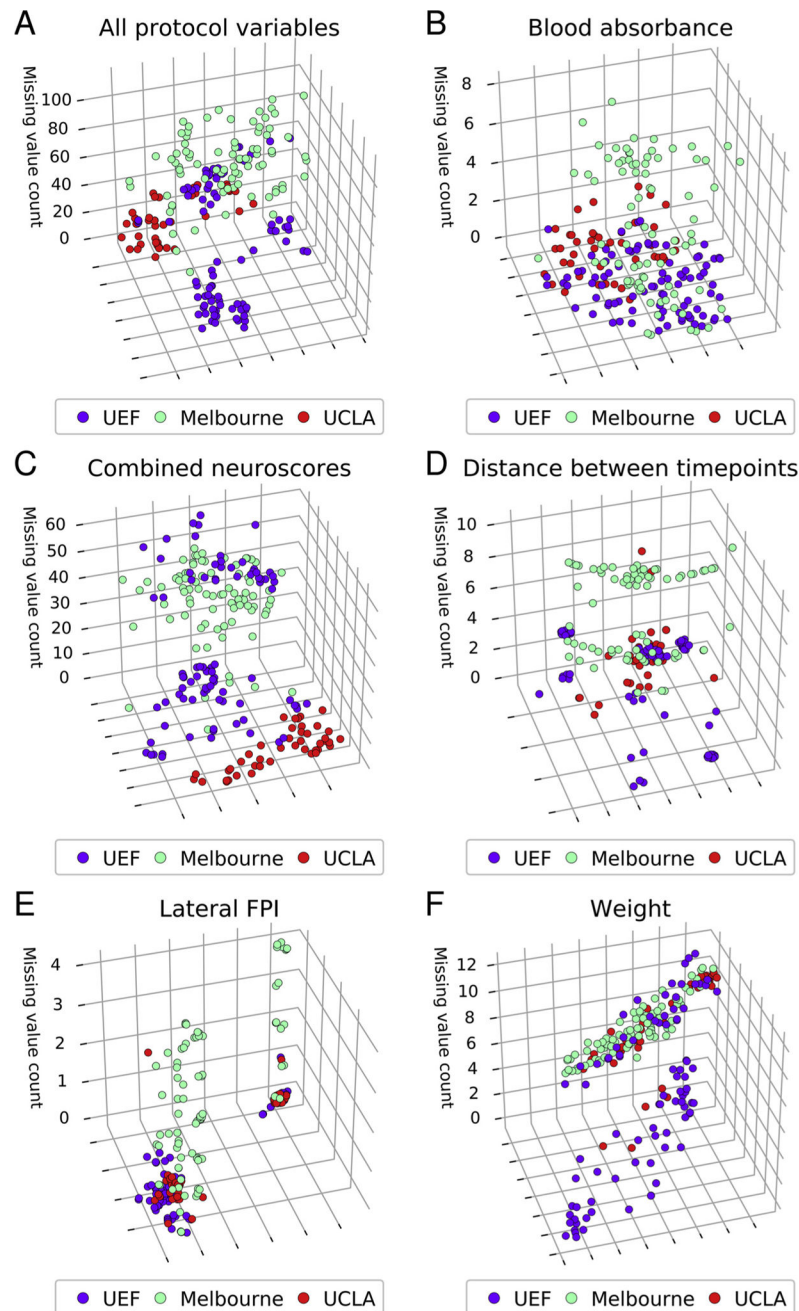 A All protocol variables
Missing value count
100
80
60
40
20
0
UEF Melbourne UCLA
B Blood absorbance
Missing value count
8
6
4
2
0
UEF Melbourne UCLA
C Combined neuroscores
Missing value count
60
50
40
30
20
10
0
UEF Melbourne UCLA
D Distance between timepoints
Missing value count
10
8
6
4
2
0
UEF Melbourne UCLA
E Lateral FPI
Missing value count
4
3
2
1
0
UEF Melbourne UCLA
F Weight
Missing value count
12
10
8
6
4
2
0
UEF Melbourne UCLA